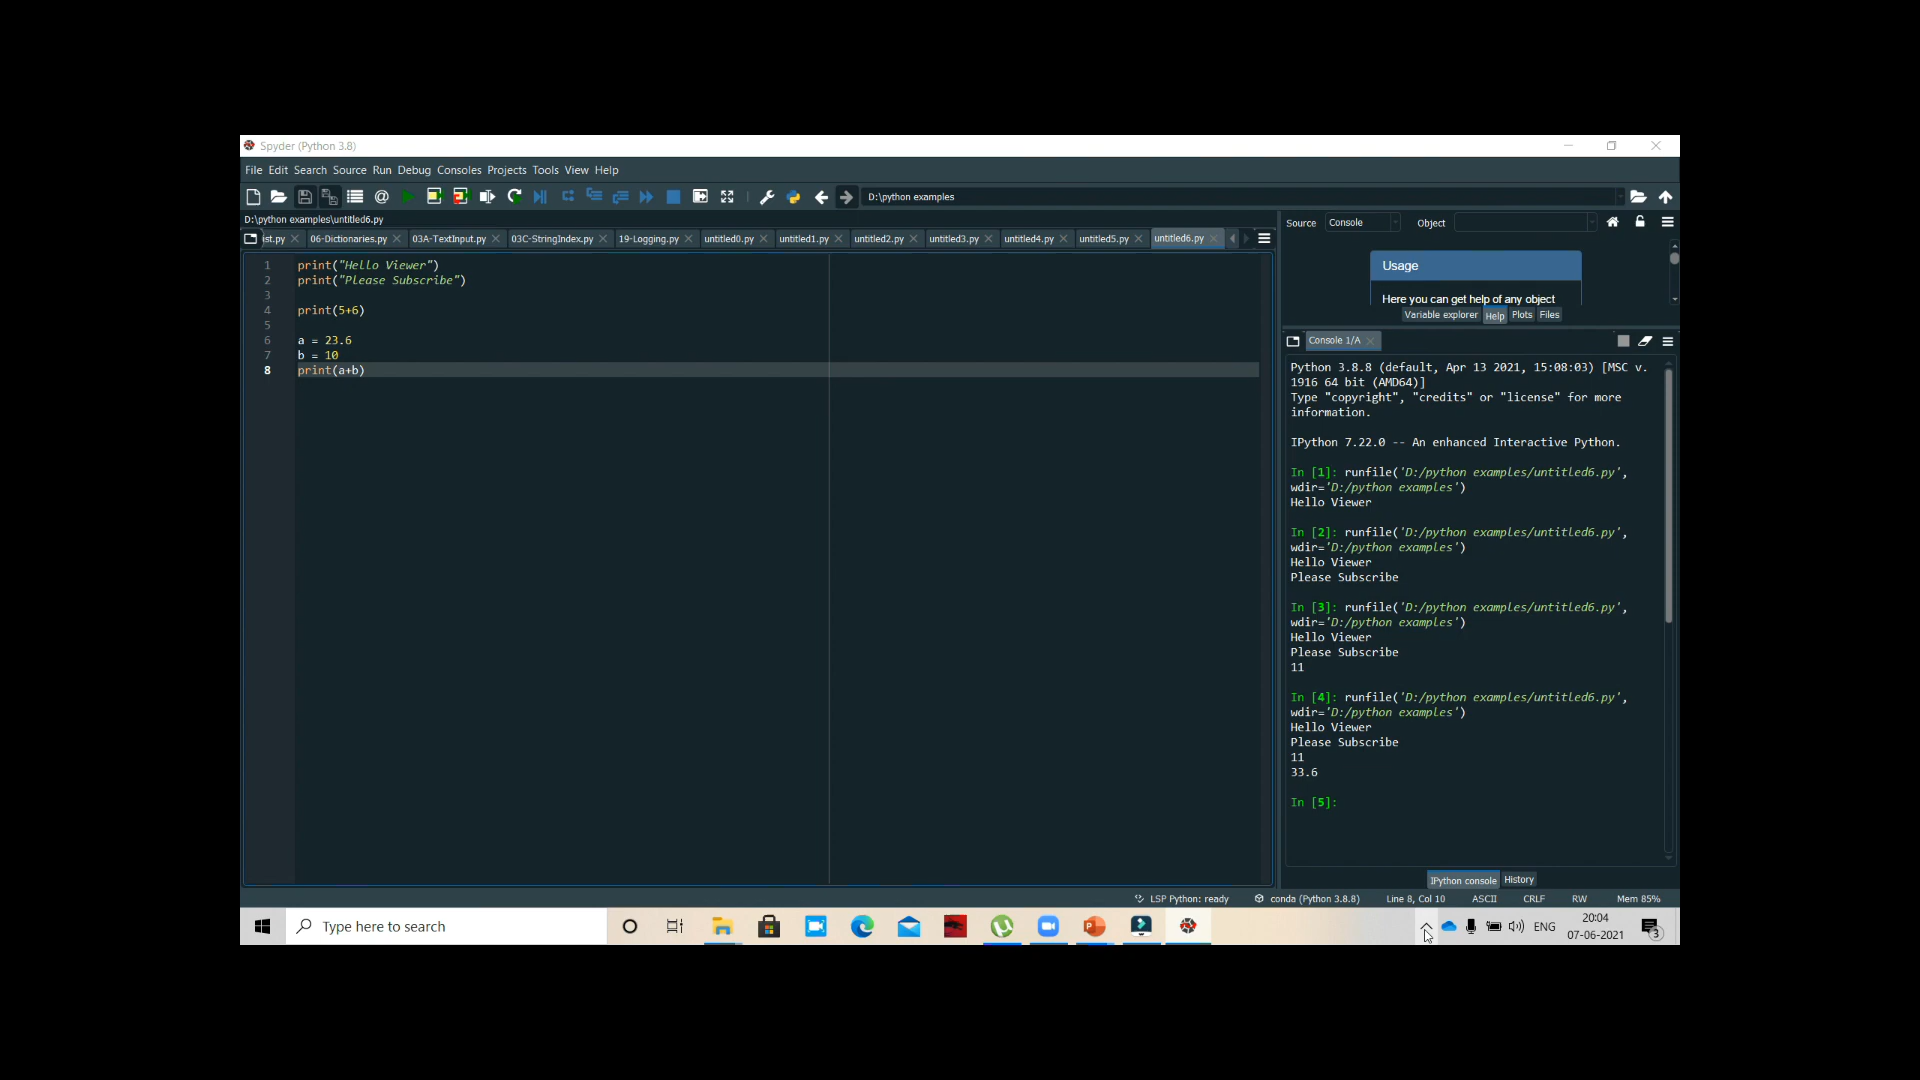 Spyder (Python 3.8)
File Edit Search Source Run Debug Consoles Projects Tools View Help
D:\python examples
D:\python examples\untitled6.py
ist.py 06-Dictionaries.py 03A-TextInput.py 03C-StringIndex.py 19-Logging.py untitled0.py untitled1.py untitled2.py untitled3.py untitled4.py untitled5.py untitled6.py
1 print("Hello Viewer")
2 print("Please Subscribe")
3
4 print(5+6)
5
6 a = 23.6
7 b = 10
8 print(a+b)
Source Console Object
Usage
Here you can get help of any object
Variable explorer Help Plots Files
Console 1/A
Python 3.8.8 (default, Apr 13 2021, 15:08:03) [MSC v.
1916 64 bit (AMD64)]
Type "copyright", "credits" or "license" for more
information.
IPython 7.22.0 -- An enhanced Interactive Python.
In [1]: runfile('D:/python examples/untitled6.py',
wdir='D:/python examples')
Hello Viewer
In [2]: runfile('D:/python examples/untitled6.py',
wdir='D:/python examples')
Hello Viewer
Please Subscribe
In [3]: runfile('D:/python examples/untitled6.py',
wdir='D:/python examples')
Hello Viewer
Please Subscribe
11
In [4]: runfile('D:/python examples/untitled6.py',
wdir='D:/python examples')
Hello Viewer
Please Subscribe
11
33.6
In [5]:
IPython console History
LSP Python: ready conda (Python 3.8.8) Line 8, Col 10 ASCII CRLF RW Mem 85%
Type here to search
ENG
20:04
07-06-2021
3